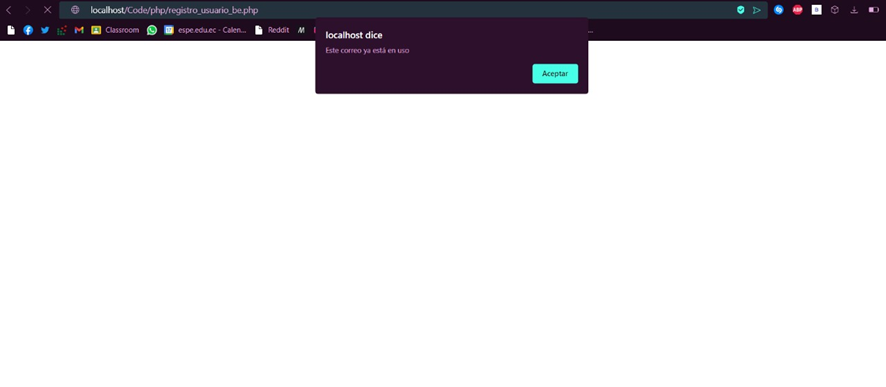 localhost/Code/php/registro_usuario_be.php
Classroom
espe.edu.ec - Calen...
Reddit
localhost dice
Este correo ya está en uso
Aceptar